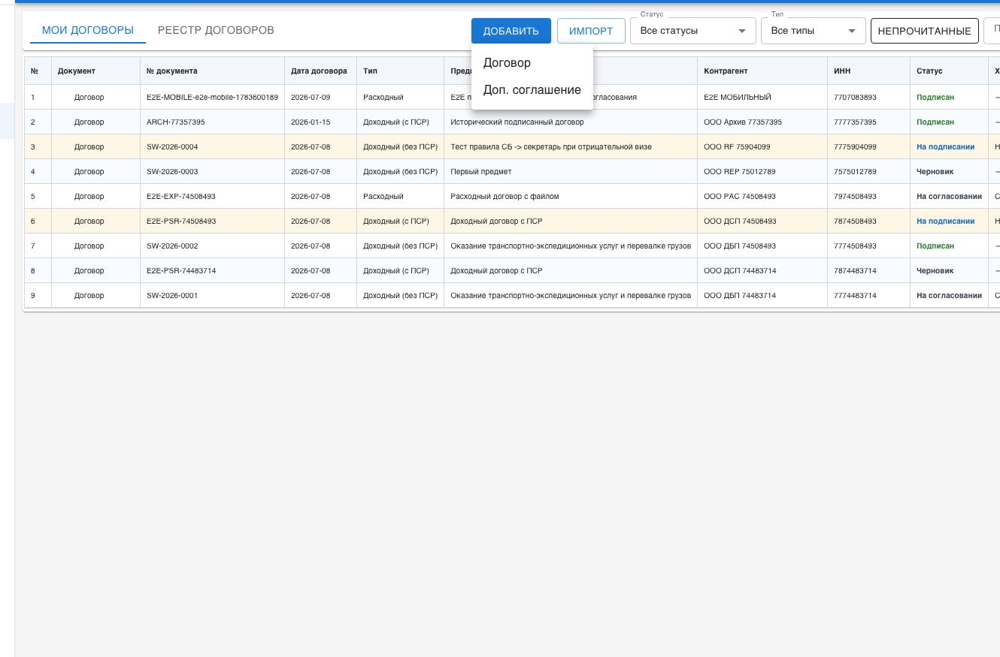 МОИ ДОГОВОРЫ РЕЕСТР ДОГОВОРОВ ДОБАВИТЬ ИМПОРТ Статус Все статусы Тип Все типы НЕПРОЧИТАННЫЕ
Договор
Доп. соглашение
№ Документ № документа Дата договора Тип Контрагент ИНН Статус
1 Договор E2E-MOBILE-e2e-mobile-1783600189 2026-07-09 Расходный E2E E2E МОБИЛЬНЫЙ 7707083893 Подписан –
2 Договор ARCH-77357395 2026-01-15 Доходный (с ПСР) Исторический подписанный договор ООО Архив 77357395 7777357395 Подписан –
3 Договор SW-2026-0004 2026-07-08 Доходный (без ПСР) Тест правила СБ -> секретарь при отрицательной визе ООО RF 75904099 7775904099 На подписании
4 Договор SW-2026-0003 2026-07-08 Доходный (без ПСР) Первый предмет ООО REP 75012789 7575012789 Черновик –
5 Договор E2E-EXP-74508493 2026-07-08 Расходный Расходный договор с файлом ООО РАС 74508493 7974508493 На согласовании
6 Договор E2E-PSR-74508493 2026-07-08 Доходный (с ПСР) Доходный договор с ПСР ООО ДСП 74508493 7874508493 На подписании
7 Договор SW-2026-0002 2026-07-08 Доходный (без ПСР) Оказание транспортно-экспедиционных услуг и перевалке грузов ООО ДБП 74508493 7774508493 Подписан –
8 Договор E2E-PSR-74483714 2026-07-08 Доходный (с ПСР) Доходный договор с ПСР ООО ДСП 74483714 7874483714 Черновик –
9 Договор SW-2026-0001 2026-07-08 Доходный (без ПСР) Оказание транспортно-экспедиционных услуг и перевалке грузов ООО ДБП 74483714 7774483714 На согласовании